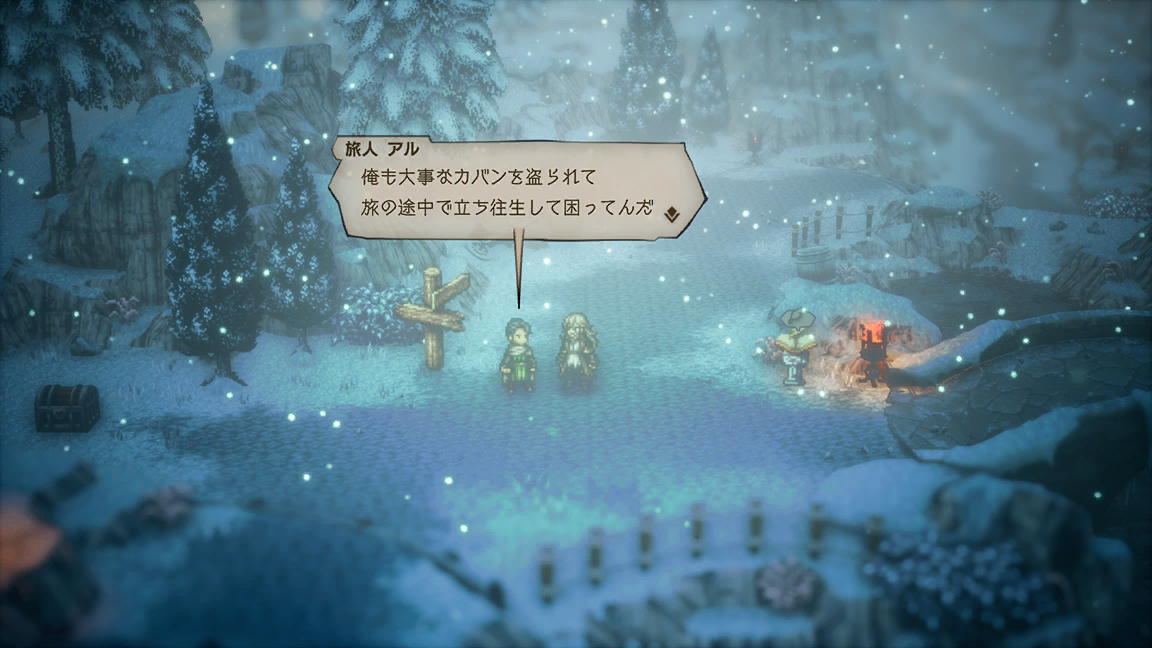 旅人 アル
俺も大事なカバンを盗られて
旅の途中で立ち往生して困ってんだ